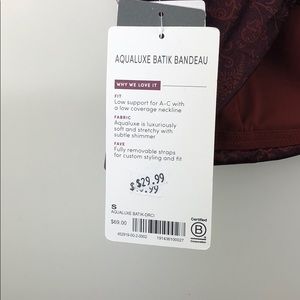 AQUALUXE BATIK BANDEAU
WHY WE LOVE IT
FIT
Low support for A–C with
a low coverage neckline
FABRIC
Aqualuxe is luxuriously
soft and stretchy with
subtle shimmer
FAVE
Fully removable straps
for custom styling and fit
$29.99
S
AQUALUXE BATIK-DRCI
$69.00
191436100027
Certified
B